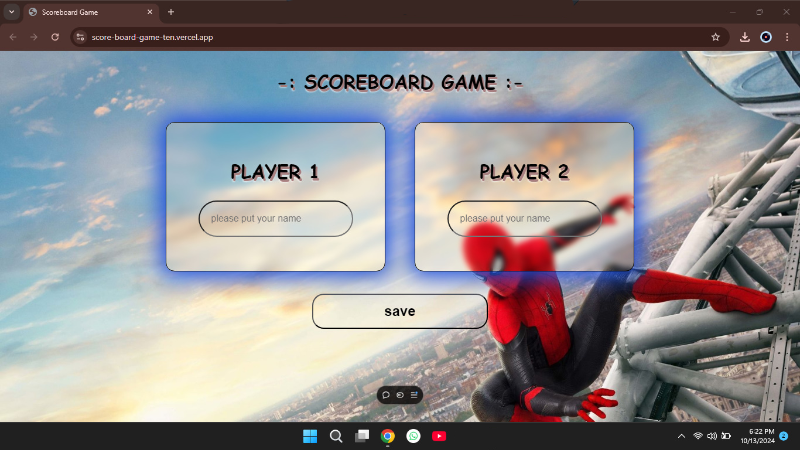 Scoreboard Game
score-board-game-ten.vercel.app
-: SCOREBOARD GAME :-
PLAYER 1
PLAYER 2
please put your name
please put your name
save
6:22 PM
10/13/2024
2